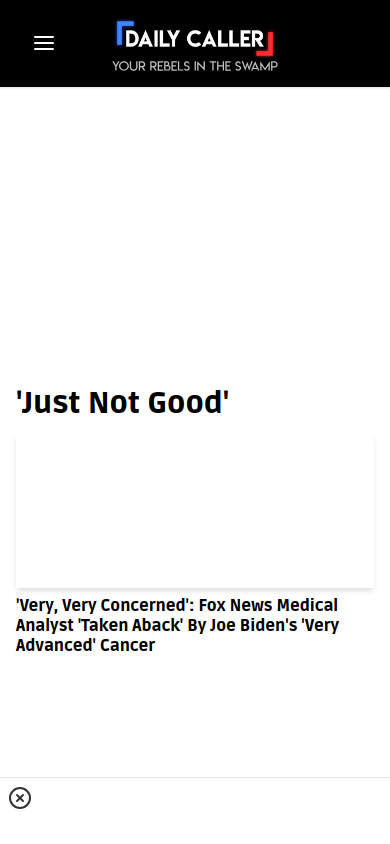 DAILY CALLER
YOUR REBELS IN THE SWAMP
'Just Not Good'
'Very, Very Concerned': Fox News Medical
Analyst 'Taken Aback' By Joe Biden's 'Very
Advanced' Cancer